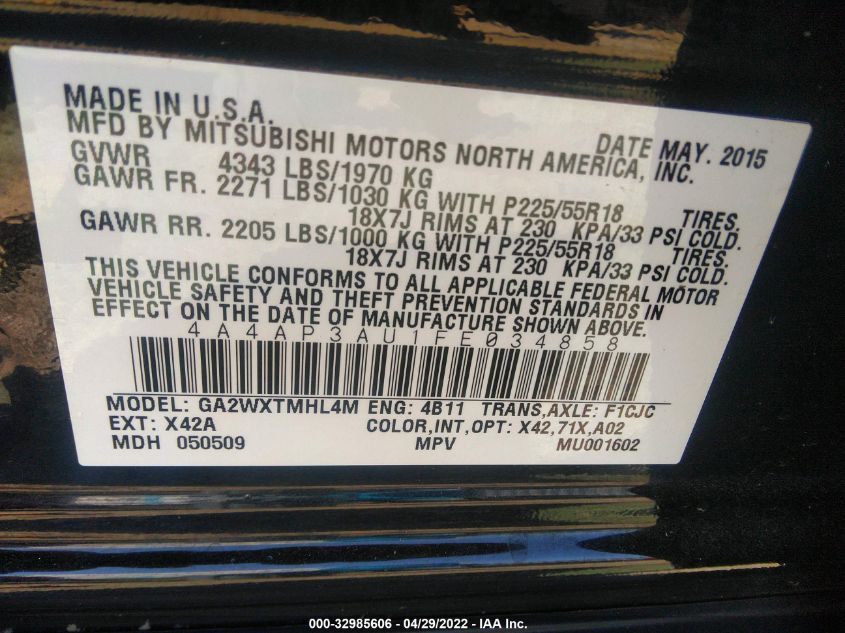 MADE IN U.S.A. DATE MAY. 2015
MFD BY MITSUBISHI MOTORS NORTH AMERICA, INC.
GVWR 4343 LBS/1970 KG
GAWR FR. 2271 LBS/1030 KG WITH P225/55R18 TIRES.
18X7J RIMS AT 230 KPA/33 PSI COLD.
GAWR RR. 2205 LBS/1000 KG WITH P225/55R18 TIRES.
18X7J RIMS AT 230 KPA/33 PSI COLD.
THIS VEHICLE CONFORMS TO ALL APPLICABLE FEDERAL MOTOR
VEHICLE SAFETY AND THEFT PREVENTION STANDARDS IN
EFFECT ON THE DATE OF MANUFACTURE SHOWN ABOVE.
4A4AP3AU1FE034858
MODEL: GA2WXTMHL4M ENG: 4B11 TRANS,AXLE: F1CJC
EXT: X42A COLOR,INT,OPT: X42,71X,A02
MDH 050509 MPV MU001602
000-32985606 - 04/29/2022 - IAA Inc.